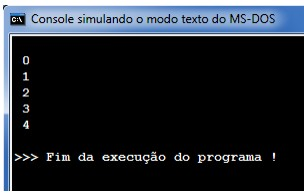 C:\ Console simulando o modo texto do MS-DOS
0
1
2
3
4
>>> Fim da execução do programa !